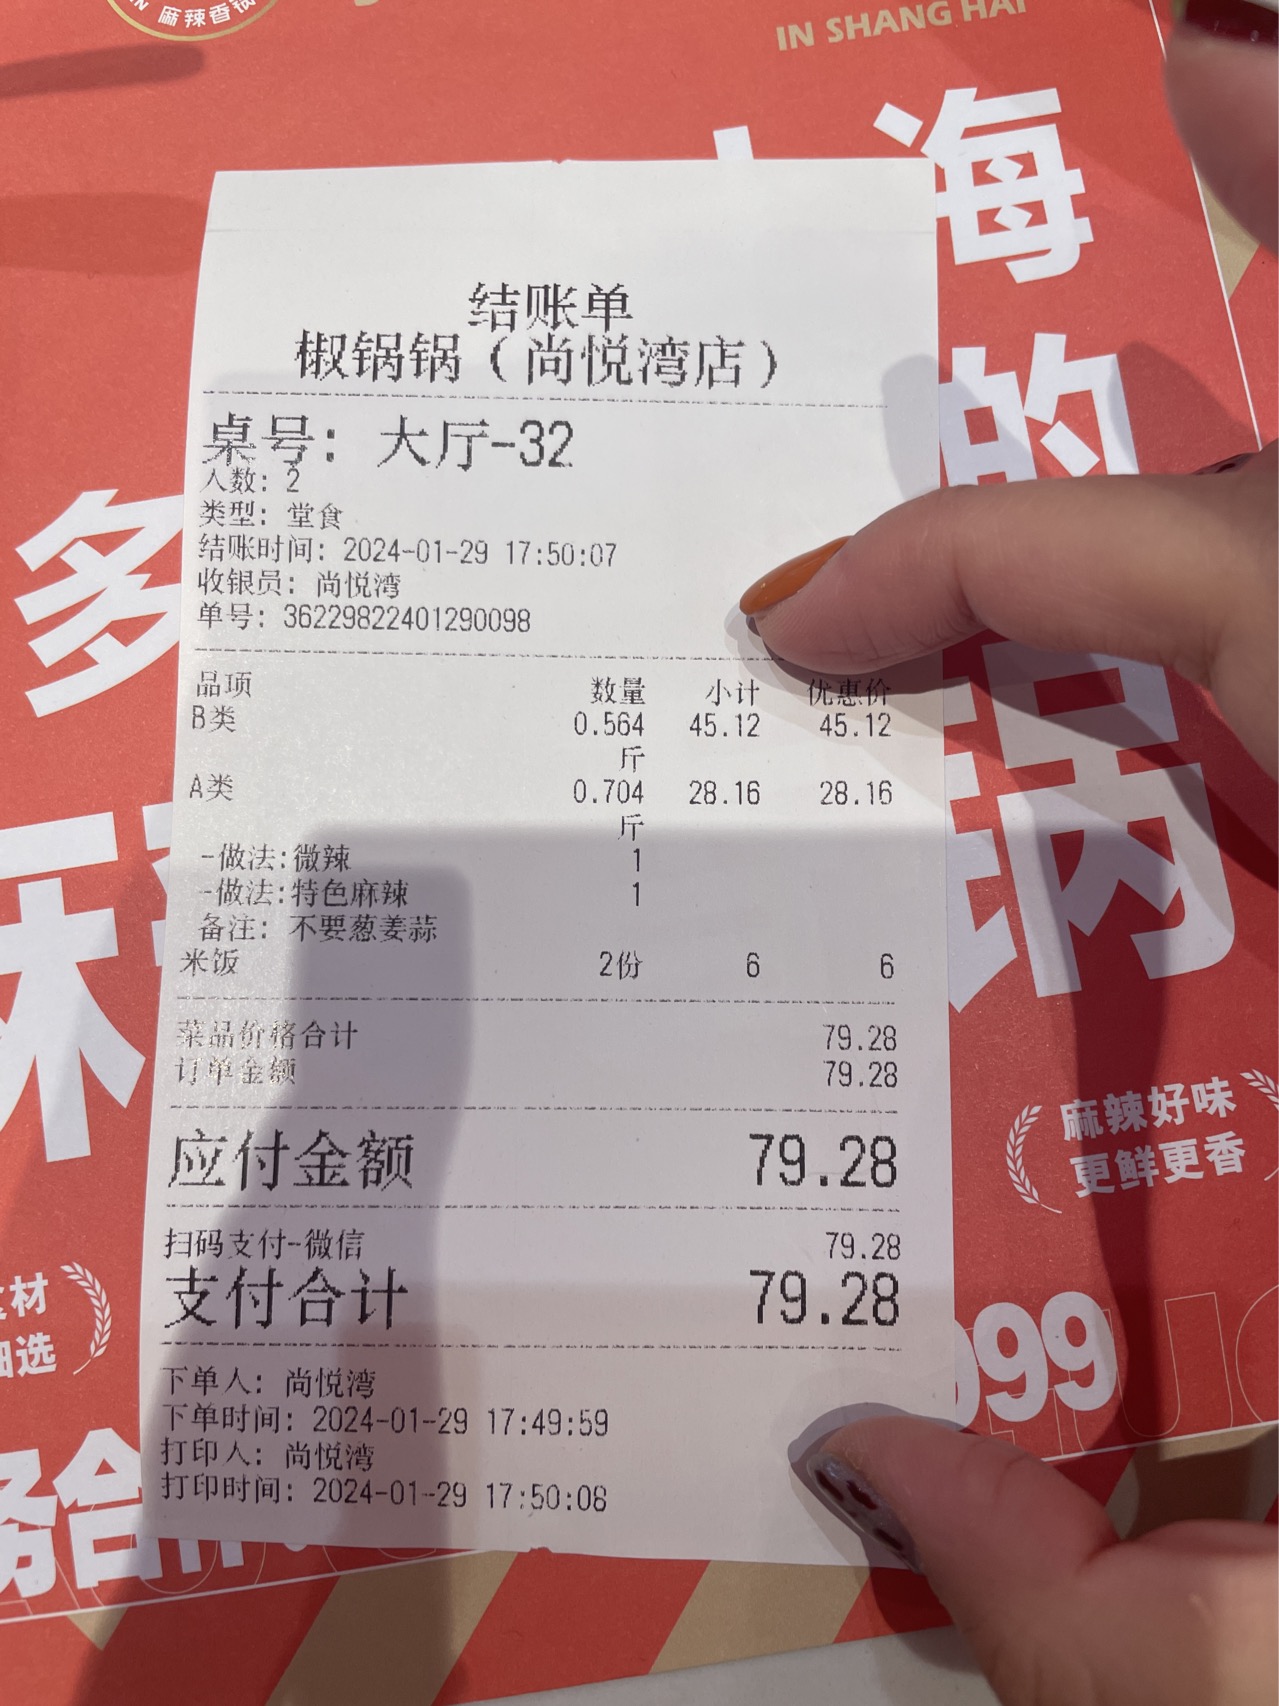 麻辣香锅
IN SHANG HAI
海
的
多
锅
结账单
椒锅锅（尚悦湾店）
桌号: 大厅-32
人数: 2
类型: 堂食
结账时间: 2024-01-29 17:50:07
收银员: 尚悦湾
单号: 36229822401290098
品项 数量 小计 优惠价
B类 0.564 45.12 45.12
斤
A类 0.704 28.16 28.16
斤
-做法:微辣 1
-做法:特色麻辣 1
备注: 不要葱姜蒜
米饭 2份 6 6
菜品价格合计 79.28
订单金额 79.28
应付金额 79.28
扫码支付-微信 79.28
支付合计 79.28
下单人: 尚悦湾
下单时间: 2024-01-29 17:49:59
打印人: 尚悦湾
打印时间: 2024-01-29 17:50:08
麻辣好味
更鲜更香
材
细选
999